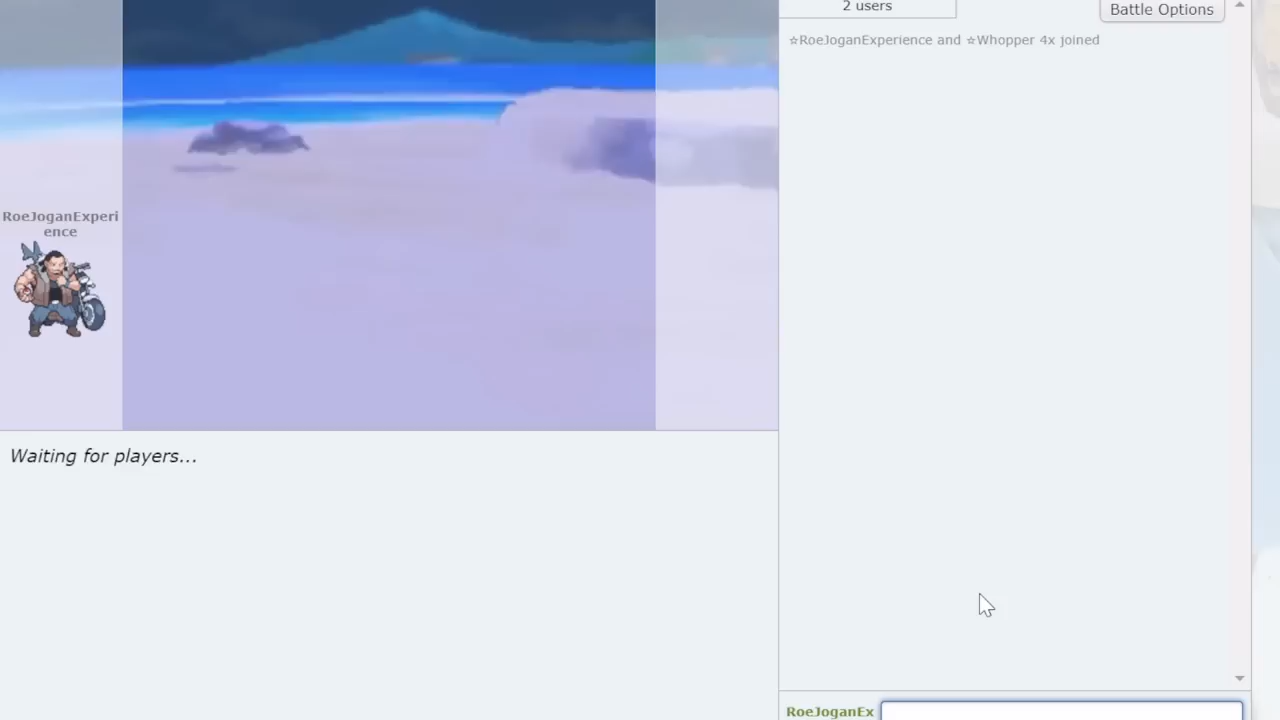 2 users
Battle Options
☆RoeJoganExperience and ☆Whopper 4x joined
RoeJoganExperi
ence
Waiting for players...
RoeJoganEx